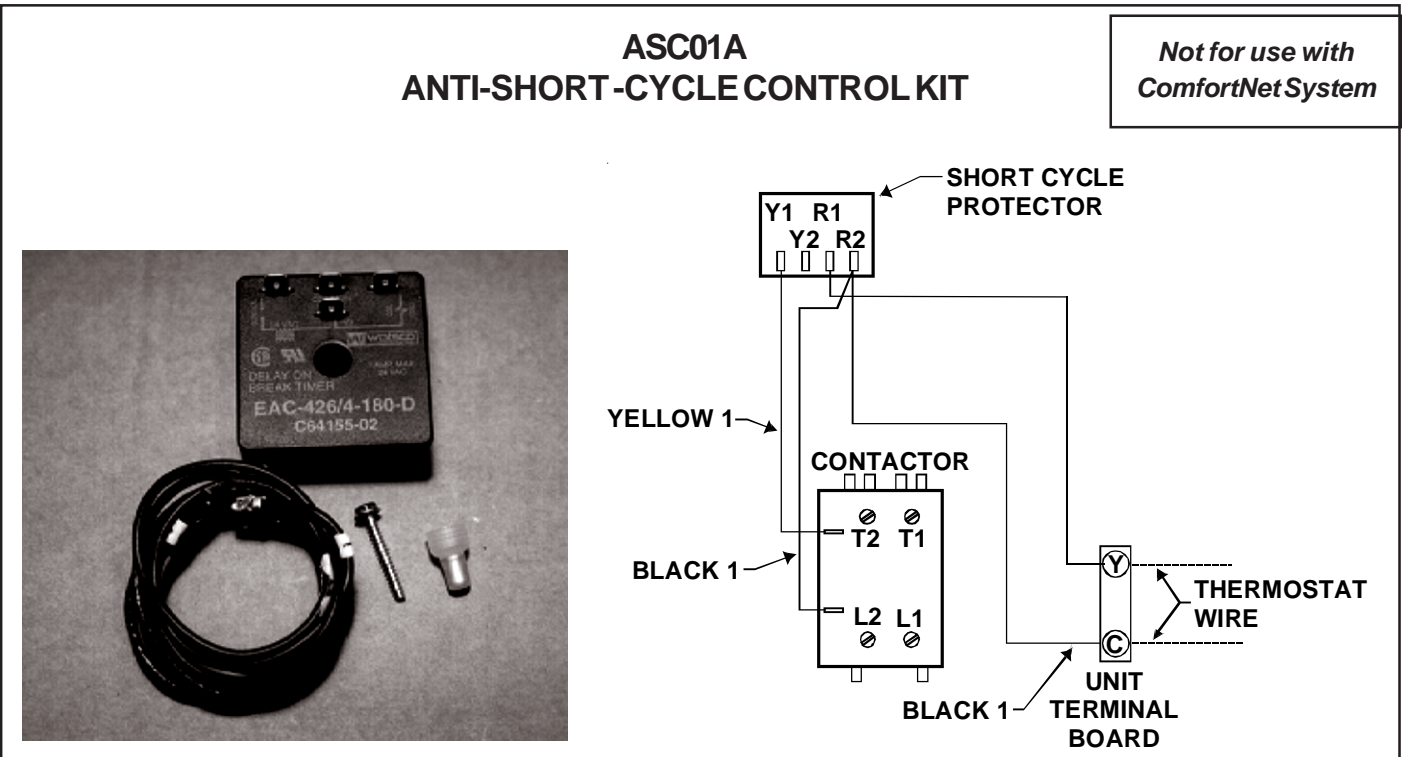 ASC01A
ANTI-SHORT-CYCLE CONTROL KIT
Not for use with
ComfortNet System
SHORT CYCLE
PROTECTOR
Y1 R1
Y2 R2
YELLOW 1
CONTACTOR
T2 T1
BLACK 1
L2 L1
Y
THERMOSTAT
WIRE
C
BLACK 1
UNIT
TERMINAL
BOARD
DELAY ON
BREAK TIMER
EAC-426/4-180-D
C64155-02